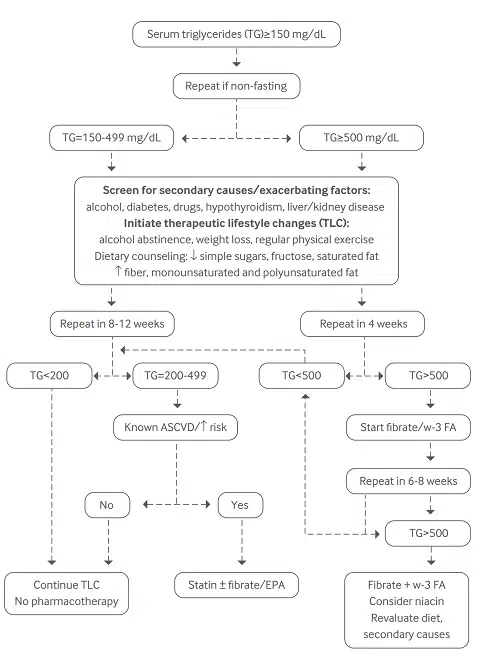 Serum triglycerides (TG)≥150 mg/dL
Repeat if non-fasting
TG=150-499 mg/dL
TG≥500 mg/dL
Screen for secondary causes/exacerbating factors:
alcohol, diabetes, drugs, hypothyroidism, liver/kidney disease
Initiate therapeutic lifestyle changes (TLC):
alcohol abstinence, weight loss, regular physical exercise
Dietary counseling: ↓ simple sugars, fructose, saturated fat
↑ fiber, monounsaturated and polyunsaturated fat
Repeat in 8-12 weeks
Repeat in 4 weeks
TG<200
TG=200-499
TG<500
TG>500
Known ASCVD/↑ risk
Start fibrate/w-3 FA
Repeat in 6-8 weeks
No
Yes
TG>500
Continue TLC
No pharmacotherapy
Statin ± fibrate/EPA
Fibrate + w-3 FA
Consider niacin
Revaluate diet,
secondary causes